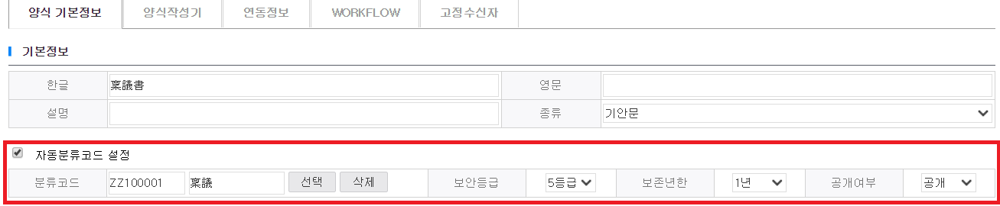 양식 기본정보 양식작성기 연동정보 WORKFLOW 고정수신자
기본정보
한글 稟議書 영문
설명 종류 기안문
자동분류코드 설정
분류코드 ZZ100001 稟議 선택 삭제 보안등급 5등급 보존년한 1년 공개여부 공개